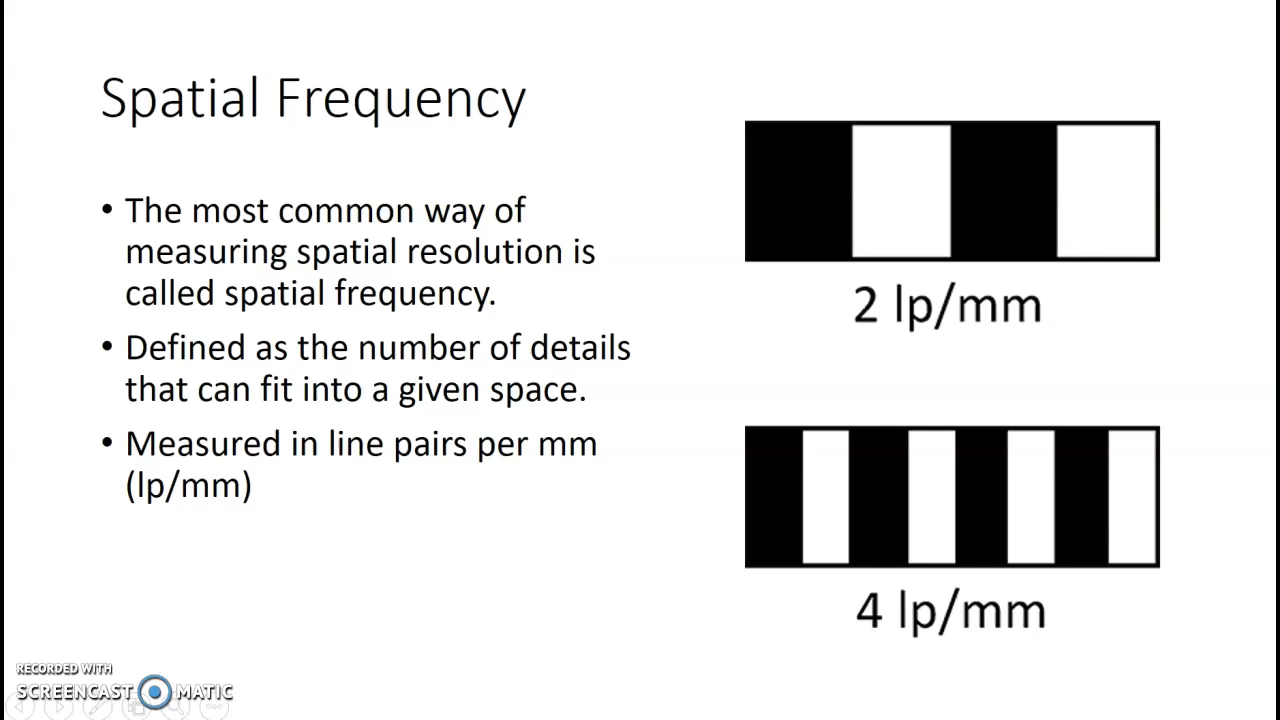 Spatial Frequency
• The most common way of
measuring spatial resolution is
called spatial frequency.
• Defined as the number of details
that can fit into a given space.
• Measured in line pairs per mm
(lp/mm)
2 lp/mm
4 lp/mm
RECORDED WITH
SCREENCAST MATIC